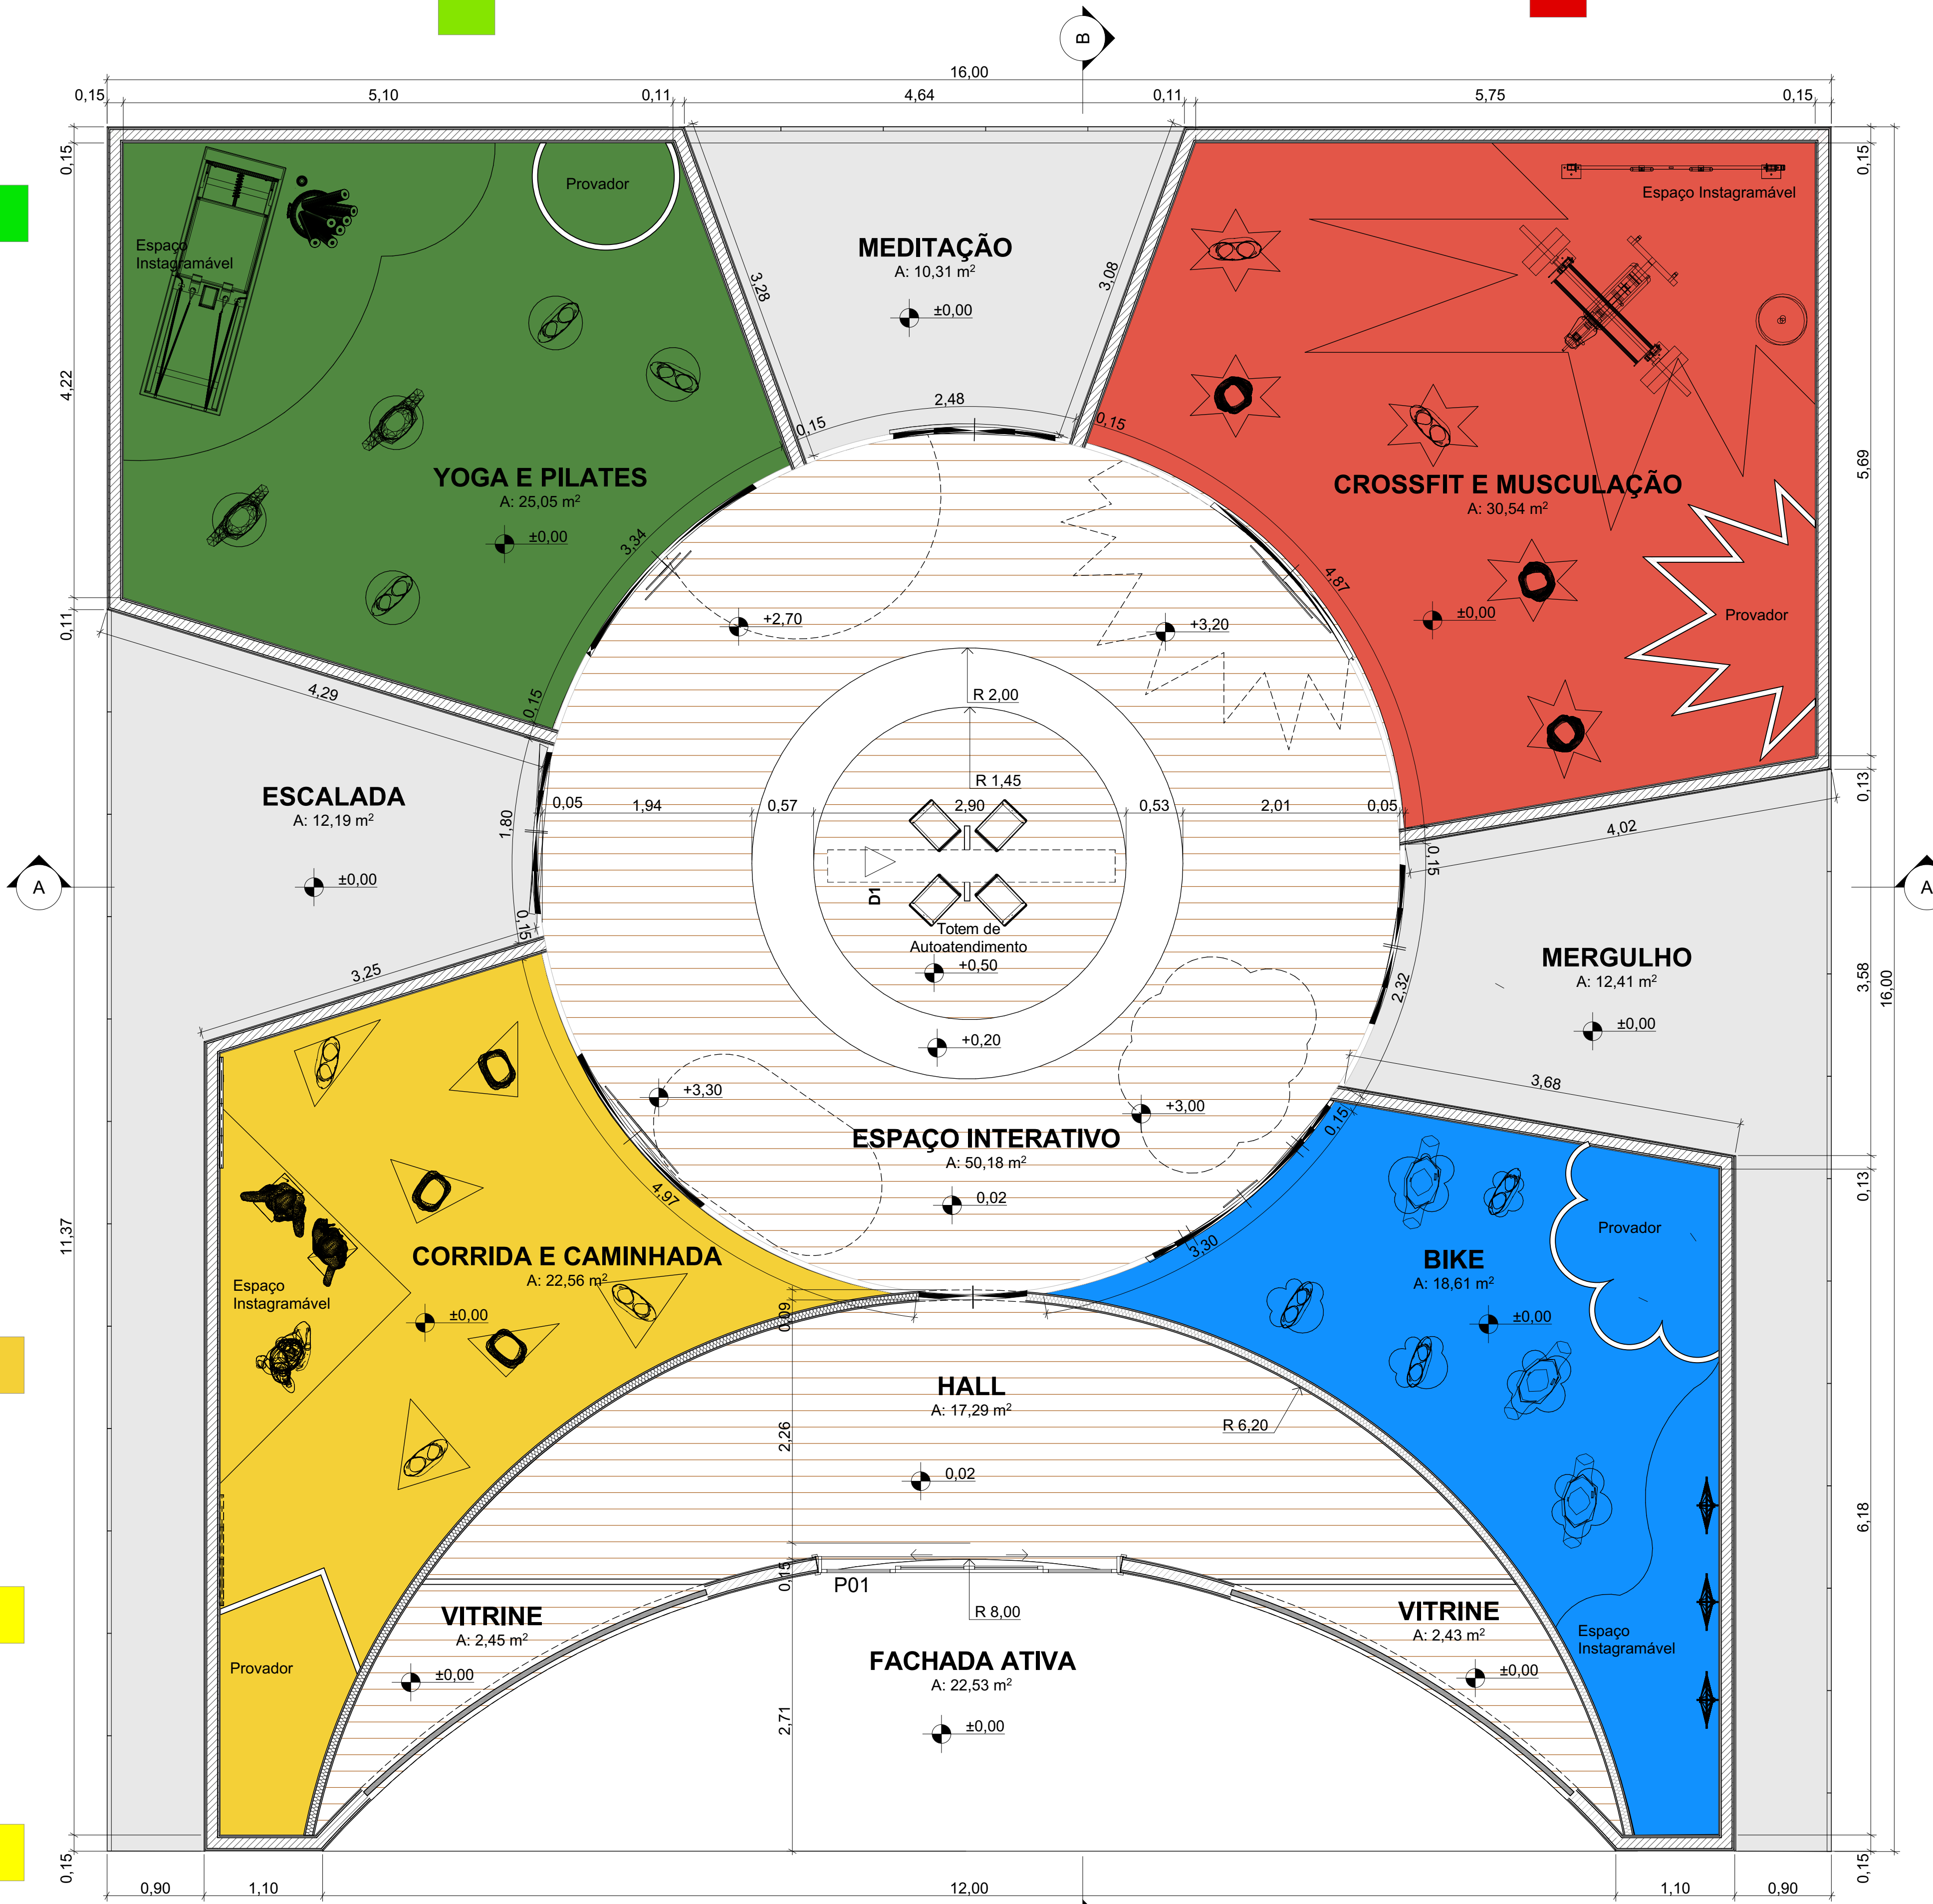 B
16,00
0,15
5,10
0,11
4,64
0,11
5,75
0,15
0,15
4,22
0,11
11,37
0,15
0,15
5,69
0,13
3,58
16,00
0,13
6,18
0,15
Provador
Espaço
Instagramável
YOGA E PILATES
A: 25,05 m²
±0,00
3,34
0,15
0,15
3,28
MEDITAÇÃO
A: 10,31 m²
±0,00
3,08
2,48
0,15
Espaço Instagramável
CROSSFIT E MUSCULAÇÃO
A: 30,54 m²
±0,00
4,87
Provador
+2,70
+3,20
R 2,00
R 1,45
0,05
1,94
0,57
2,90
0,53
2,01
0,05
D1
Totem de
Autoatendimento
+0,50
+0,20
+3,30
+3,00
ESPAÇO INTERATIVO
A: 50,18 m²
0,02
4,29
ESCALADA
A: 12,19 m²
±0,00
1,80
0,15
3,25
A
A
4,02
0,15
MERGULHO
A: 12,41 m²
±0,00
2,32
3,68
0,15
CORRIDA E CAMINHADA
A: 22,56 m²
±0,00
4,97
Espaço
Instagramável
Provador
BIKE
A: 18,61 m²
±0,00
3,30
Provador
Espaço
Instagramável
0,09
HALL
A: 17,29 m²
2,26
R 6,20
0,02
0,15
P01
R 8,00
VITRINE
A: 2,45 m²
±0,00
VITRINE
A: 2,43 m²
±0,00
FACHADA ATIVA
A: 22,53 m²
±0,00
2,71
0,90
1,10
12,00
1,10
0,90